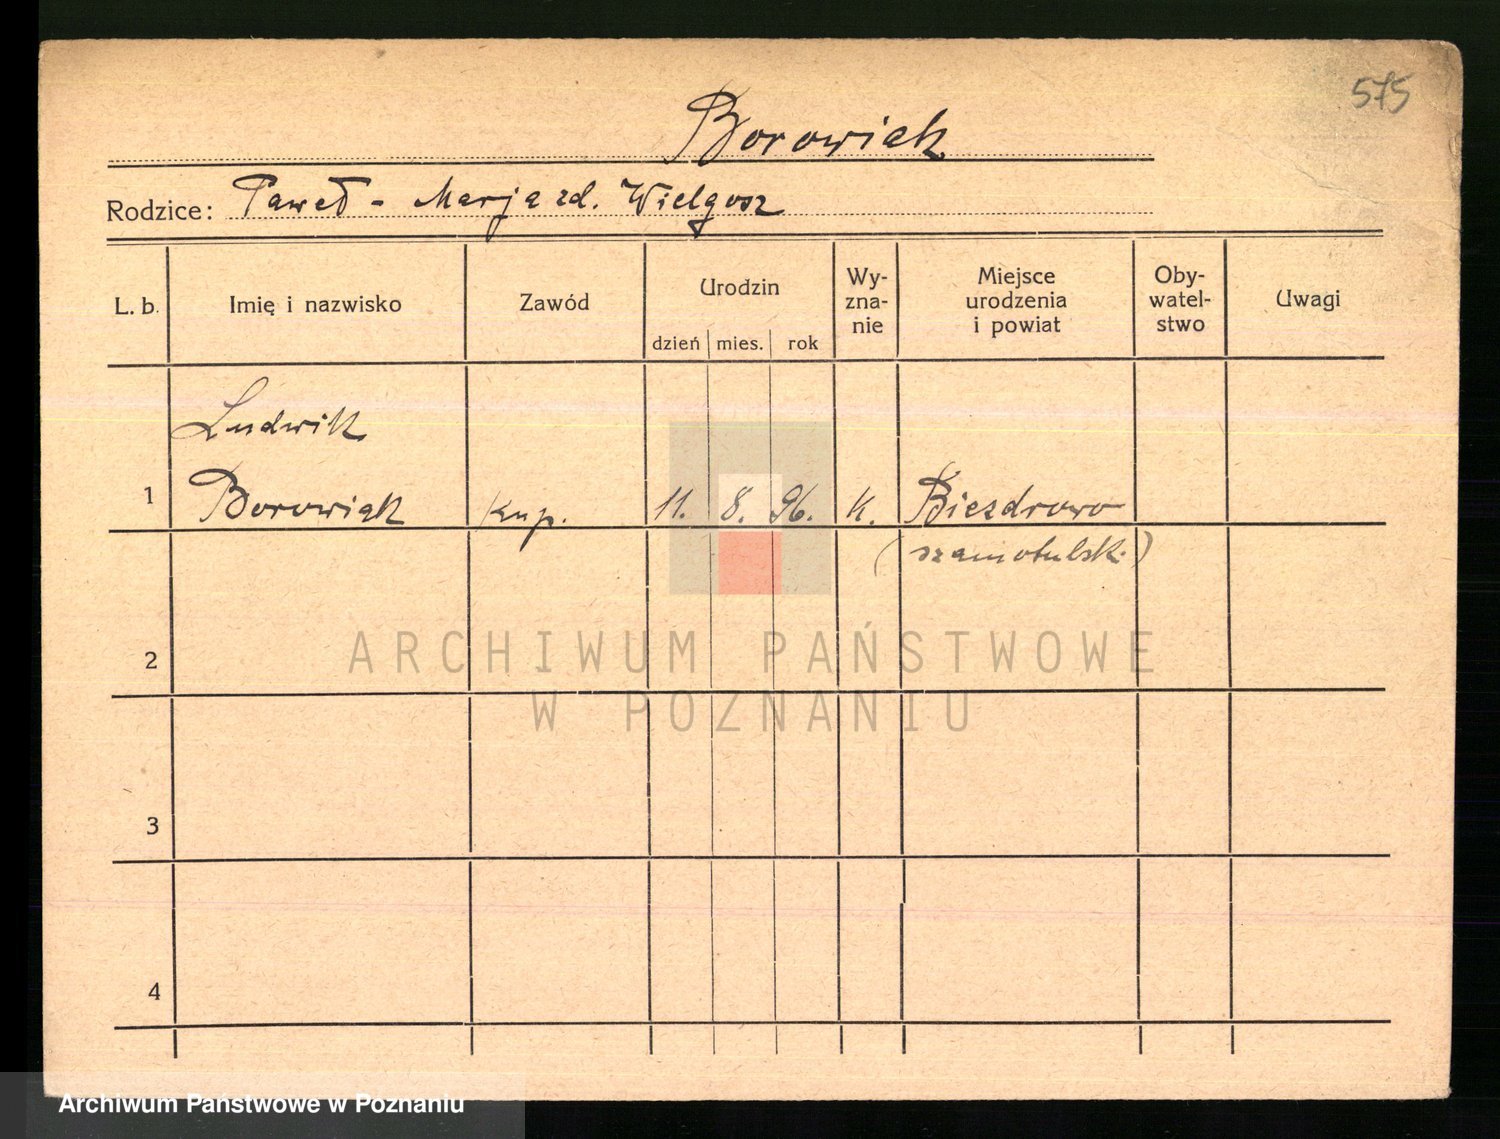 575
Borowiak
Rodzice: Paweł - Marja zd. Wielgosz
L. b. Imię i nazwisko Zawód Urodzin dzień mies. rok Wy-zna-nie Miejsce urodzenia i powiat Oby-watel-stwo Uwagi
Ludwik
1 Borowiak kup. 11. 8. 96. k. Biezdrowo
(szamotulsk.)
2
ARCHIWUM PAŃSTWOWE
W POZNANIU
3
4
Archiwum Państwowe w Poznaniu